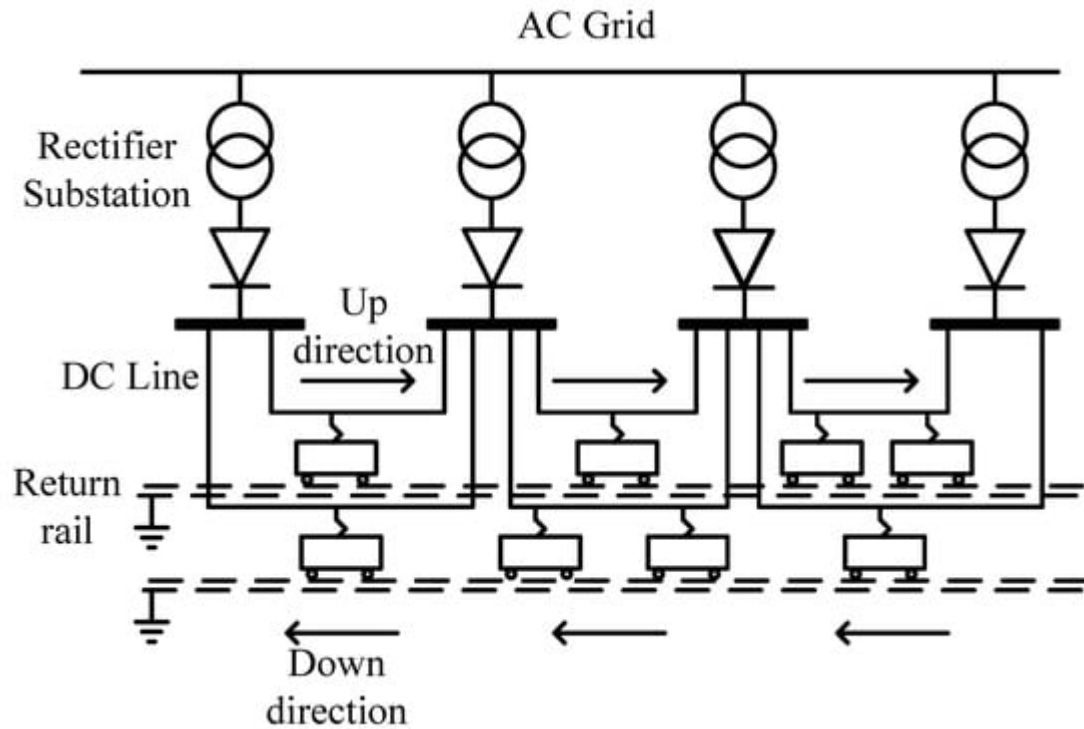 AC Grid
Rectifier
Substation
Up
direction
DC Line
Return
rail
Down
direction